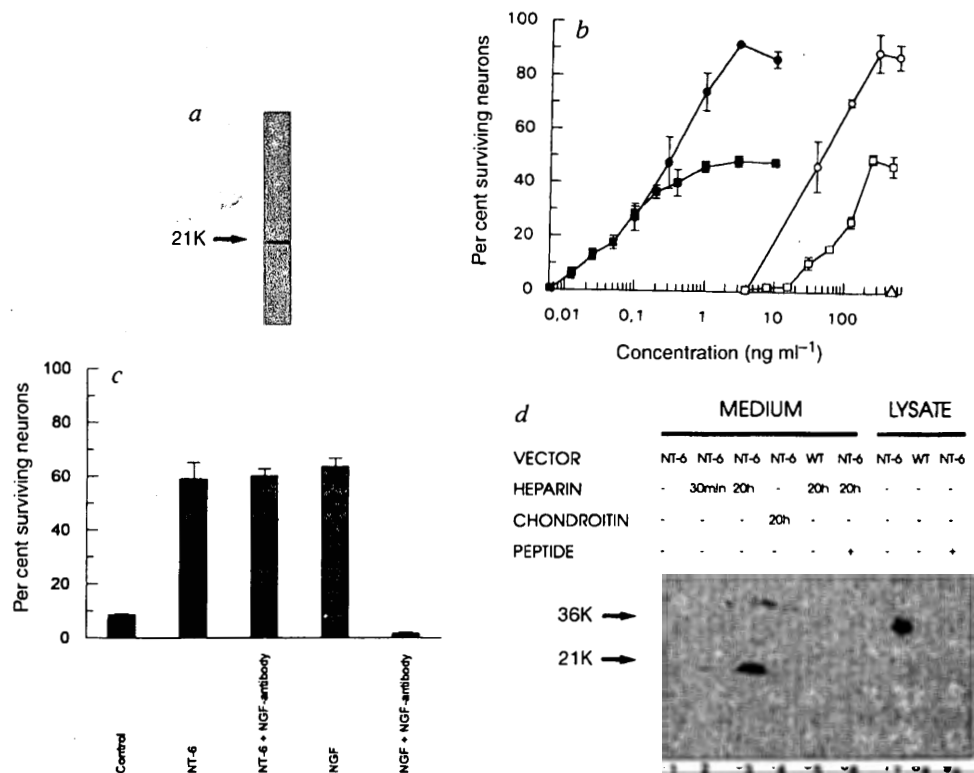 a
21K
b
Per cent surviving neurons
100
80
60
40
20
0
0,01 0,1 1 10 100
Concentration (ng ml⁻¹)
c
Per cent surviving neurons
100
80
60
40
20
0
Control
NT-6
NT-6 + NGF-antibody
NGF
NGF + NGF-antibody
d
MEDIUM LYSATE
VECTOR NT-6 NT-6 NT-6 NT-6 WT NT-6 NT-6 WT NT-6
HEPARIN - 30min 20h - 20h 20h - - -
CHONDROITIN - - - 20h - - - - -
PEPTIDE - - - - - + - - +
36K
21K